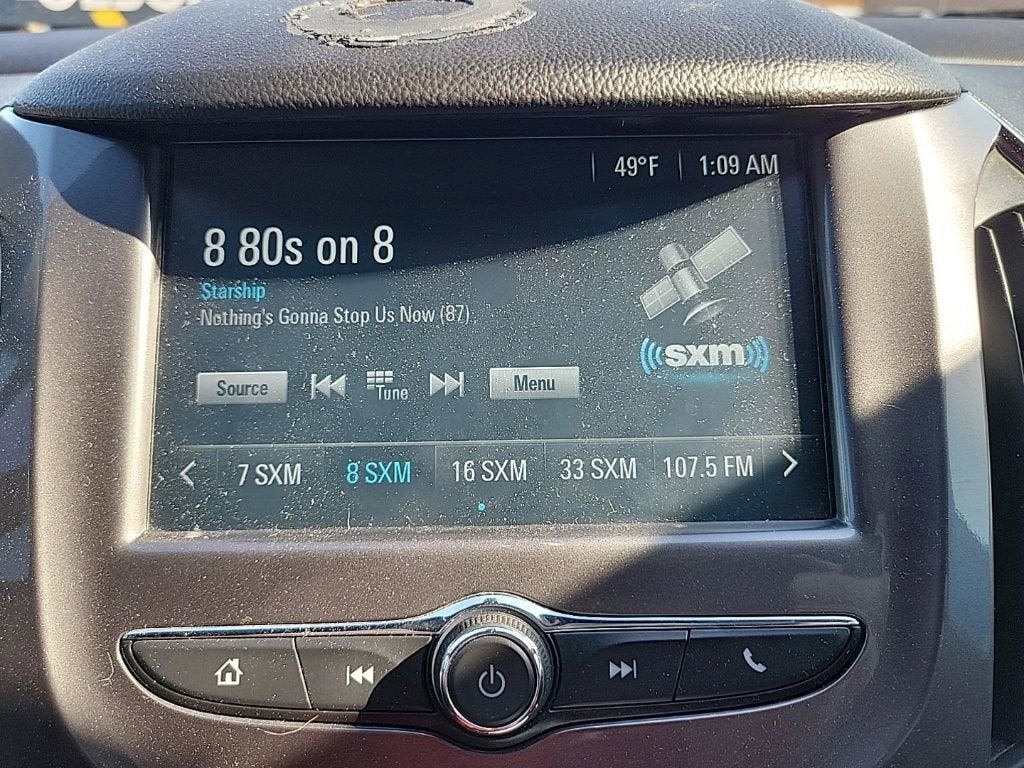 49°F 1:09 AM
8 80s on 8
Starship
Nothing's Gonna Stop Us Now (87)
sxm
Source Tune Menu
7 SXM 8 SXM 16 SXM 33 SXM 107.5 FM